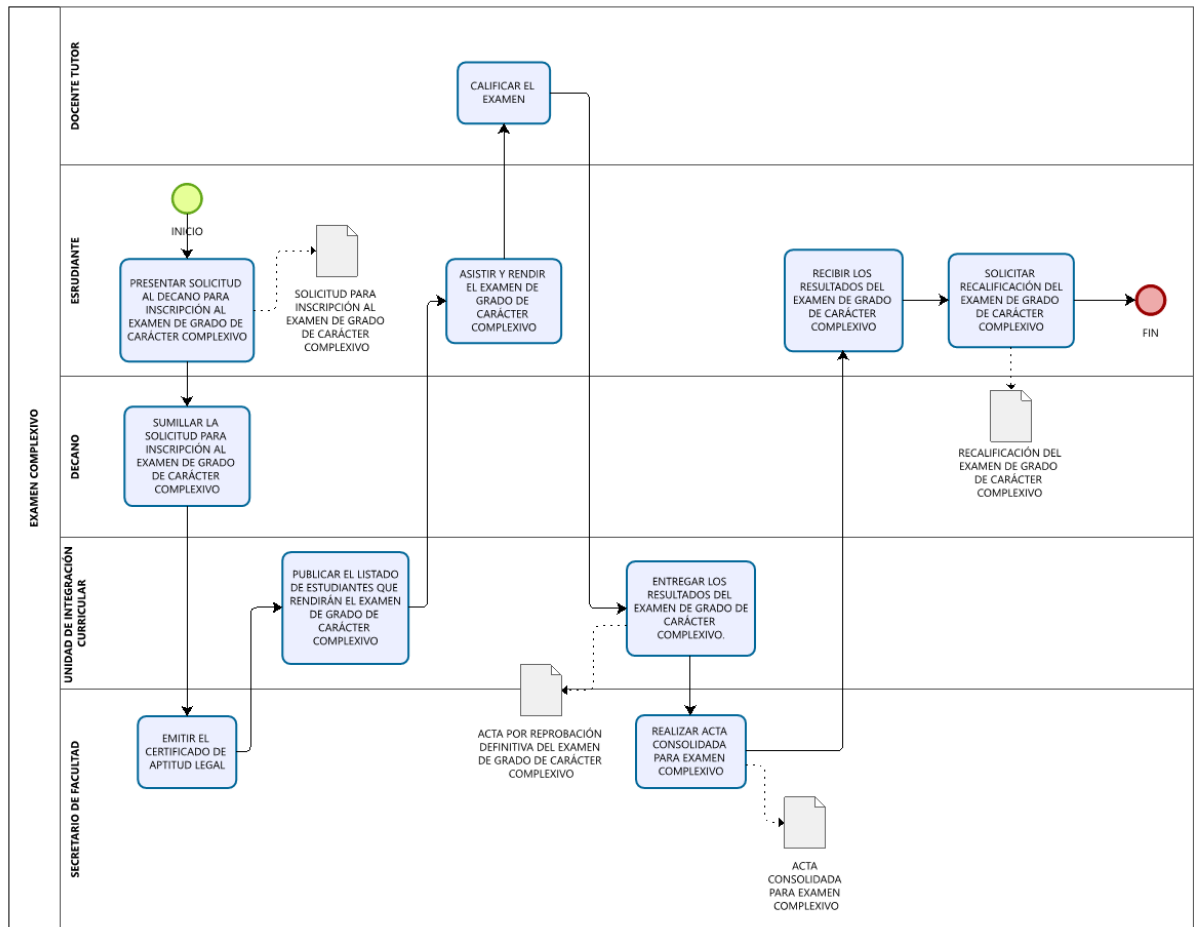 EXAMEN COMPLEXIVO
DOCENTE TUTOR
CALIFICAR EL
EXAMEN
ESRUDIANTE
INICIO
PRESENTAR SOLICITUD
AL DECANO PARA
INSCRIPCIÓN AL
EXAMEN DE GRADO DE
CARÁCTER COMPLEXIVO
SOLICITUD PARA
INSCRIPCIÓN AL
EXAMEN DE GRADO
DE CARÁCTER
COMPLEXIVO
ASISTIR Y RENDIR
EL EXAMEN DE
GRADO DE
CARÁCTER
COMPLEXIVO
RECIBIR LOS
RESULTADOS DEL
EXAMEN DE GRADO
DE CARÁCTER
COMPLEXIVO
SOLICITAR
RECALIFICACIÓN DEL
EXAMEN DE GRADO
DE CARÁCTER
COMPLEXIVO
FIN
DECANO
SUMILLAR LA
SOLICITUD PARA
INSCRIPCIÓN AL
EXAMEN DE GRADO
DE CARÁCTER
COMPLEXIVO
RECALIFICACIÓN DEL
EXAMEN DE GRADO
DE CARÁCTER
COMPLEXIVO
UNIDAD DE INTEGRACIÓN
CURRICULAR
PUBLICAR EL LISTADO
DE ESTUDIANTES QUE
RENDIRÁN EL EXAMEN
DE GRADO DE
CARÁCTER
COMPLEXIVO
ENTREGAR LOS
RESULTADOS DEL
EXAMEN DE GRADO DE
CARÁCTER
COMPLEXIVO.
SECRETARIO DE FACULTAD
EMITIR EL
CERTIFICADO DE
APTITUD LEGAL
ACTA POR REPROBACIÓN
DEFINITIVA DEL EXAMEN
DE GRADO DE CARÁCTER
COMPLEXIVO
REALIZAR ACTA
CONSOLIDADA
PARA EXAMEN
COMPLEXIVO
ACTA
CONSOLIDADA
PARA EXAMEN
COMPLEXIVO